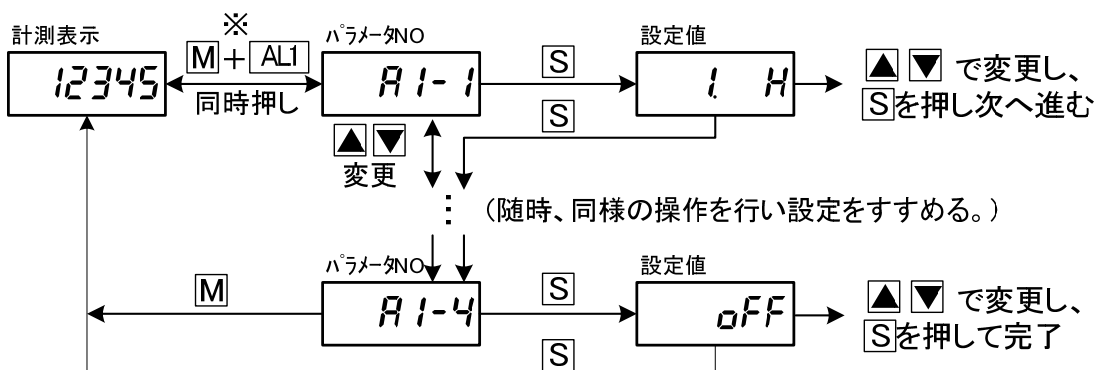 計測表示
12345
※
M + AL1
同時押し
パラメータNO
A1-1
▲ ▼
変更
S
S
設定値
1. H
▲ ▼ で変更し、
Sを押し次へ進む
⋮ (随時、同様の操作を行い設定をすすめる。)
M
パラメータNO
A1-4
S
S
設定値
oFF
▲ ▼ で変更し、
Sを押して完了